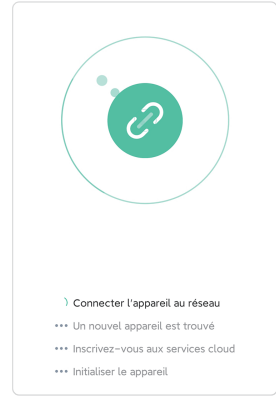 Connecter l'appareil au réseau
Un nouvel appareil est trouvé
Inscrivez-vous aux services cloud
Initialiser le appareil